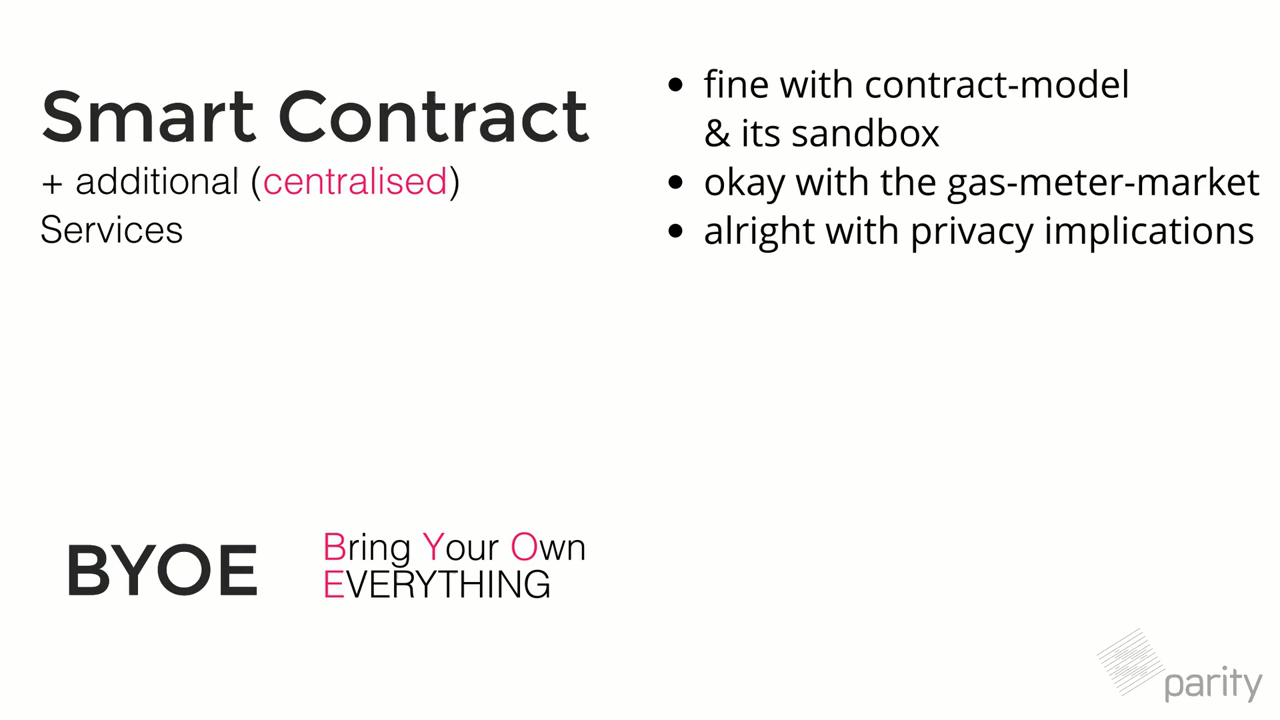 Smart Contract
+ additional (centralised)
Services
• fine with contract-model
& its sandbox
• okay with the gas-meter-market
• alright with privacy implications
BYOE
Bring Your Own
EVERYTHING
parity